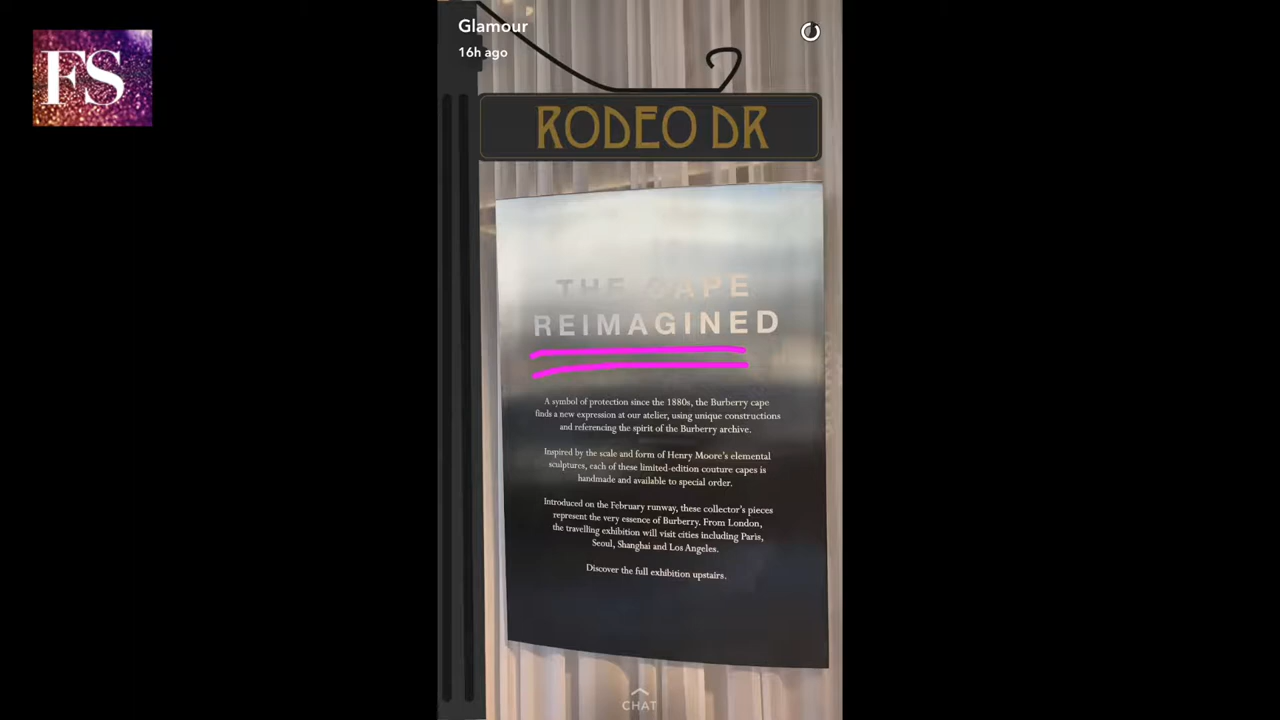 FS
Glamour
16h ago
RODEO DR
THE CAPE
REIMAGINED
A symbol of protection since the 1880s, the Burberry cape
finds a new expression at our atelier, using unique constructions
and referencing the spirit of the Burberry archive.
Inspired by the scale and form of Henry Moore's elemental
sculptures, each of these limited-edition couture capes is
handmade and available to special order.
Introduced on the February runway, these collector's pieces
represent the very essence of Burberry. From London,
the travelling exhibition will visit cities including Paris,
Seoul, Shanghai and Los Angeles.
Discover the full exhibition upstairs.
CHAT